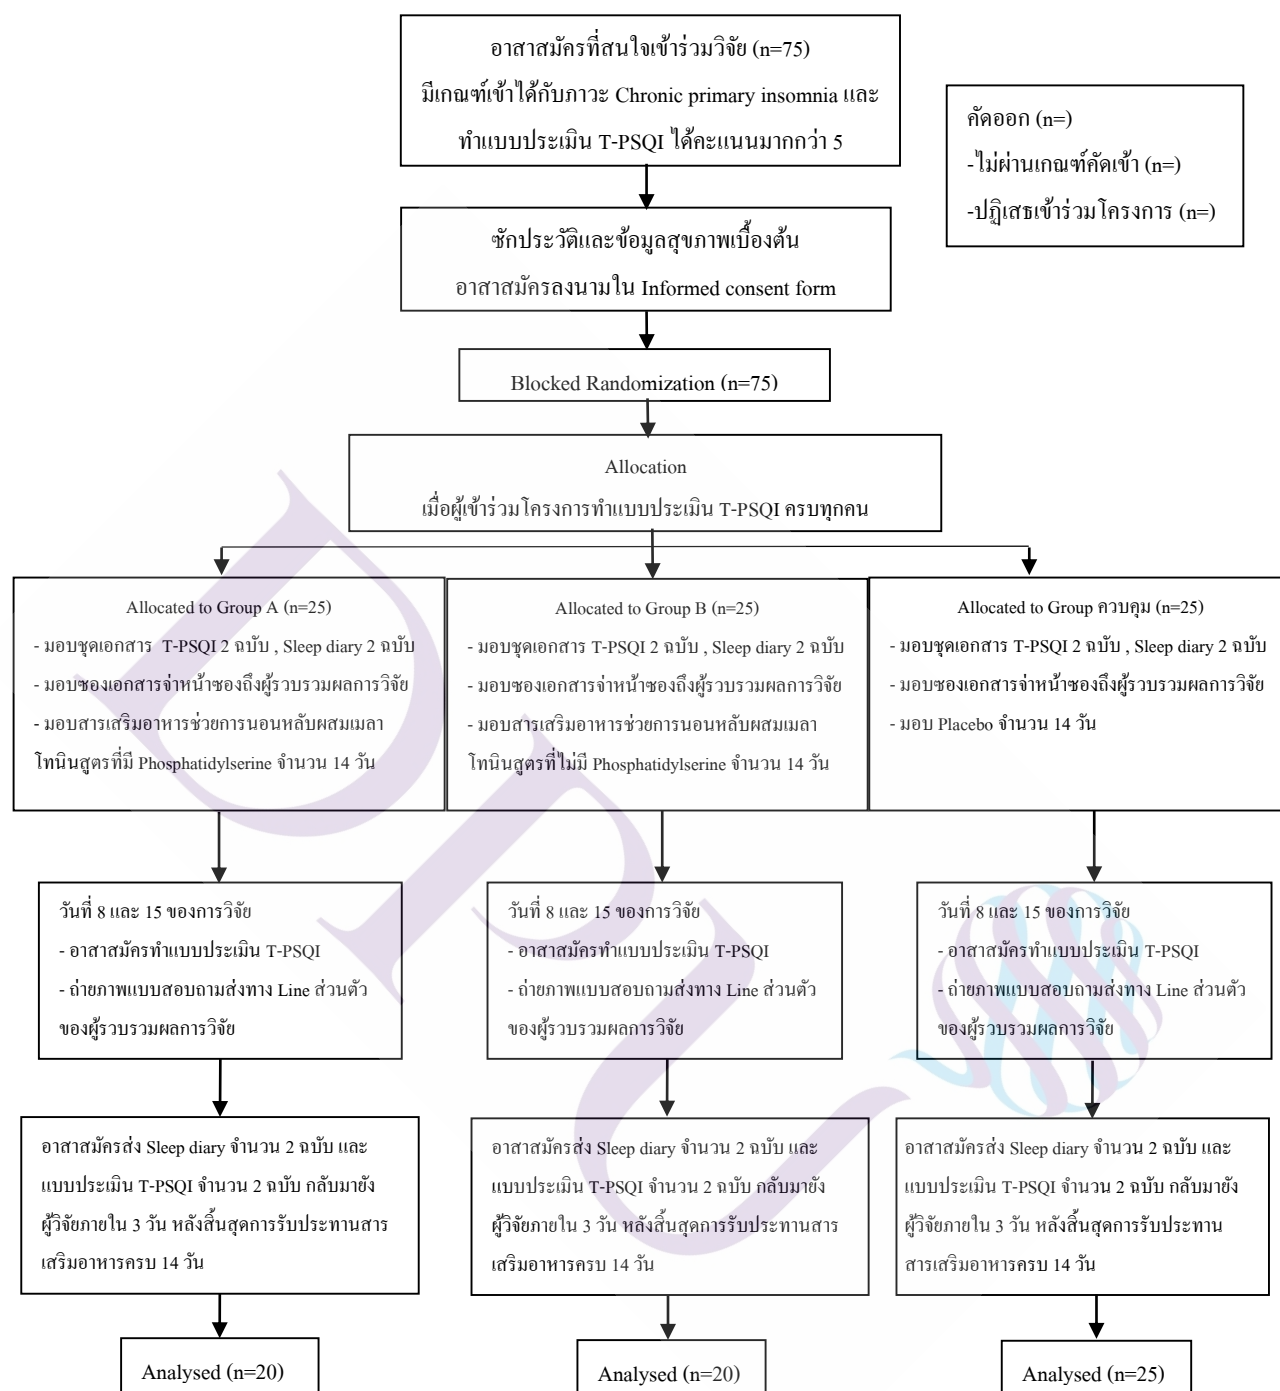 อาสาสมัครที่สนใจเข้าร่วมวิจัย (n=75)
มีเกณฑ์เข้าได้กับภาวะ Chronic primary insomnia และ
ทำแบบประเมิน T-PSQI ได้คะแนนมากกว่า 5
คัดออก (n=)
-ไม่ผ่านเกณฑ์คัดเข้า (n=)
-ปฏิเสธเข้าร่วมโครงการ (n=)
ซักประวัติและข้อมูลสุขภาพเบื้องต้น
อาสาสมัครลงนามใน Informed consent form
Blocked Randomization (n=75)
Allocation
เมื่อผู้เข้าร่วมโครงการทำแบบประเมิน T-PSQI ครบทุกคน
Allocated to Group A (n=25)
- มอบชุดเอกสาร T-PSQI 2 ฉบับ , Sleep diary 2 ฉบับ
- มอบซองเอกสารจ่าหน้าซองถึงผู้รวบรวมผลการวิจัย
- มอบสารเสริมอาหารช่วยการนอนหลับผสมเมลา
โทนินสูตรที่มี Phosphatidylserine จำนวน 14 วัน
Allocated to Group B (n=25)
- มอบชุดเอกสาร T-PSQI 2 ฉบับ , Sleep diary 2 ฉบับ
- มอบซองเอกสารจ่าหน้าซองถึงผู้รวบรวมผลการวิจัย
- มอบสารเสริมอาหารช่วยการนอนหลับผสมเมลา
โทนินสูตรที่ไม่มี Phosphatidylserine จำนวน 14 วัน
Allocated to Group ควบคุม (n=25)
- มอบชุดเอกสาร T-PSQI 2 ฉบับ , Sleep diary 2 ฉบับ
- มอบซองเอกสารจ่าหน้าซองถึงผู้รวบรวมผลการวิจัย
- มอบ Placebo จำนวน 14 วัน
วันที่ 8 และ 15 ของการวิจัย
- อาสาสมัครทำแบบประเมิน T-PSQI
- ถ่ายภาพแบบสอบถามส่งทาง Line ส่วนตัว
ของผู้รวบรวมผลการวิจัย
วันที่ 8 และ 15 ของการวิจัย
- อาสาสมัครทำแบบประเมิน T-PSQI
- ถ่ายภาพแบบสอบถามส่งทาง Line ส่วนตัว
ของผู้รวบรวมผลการวิจัย
วันที่ 8 และ 15 ของการวิจัย
- อาสาสมัครทำแบบประเมิน T-PSQI
- ถ่ายภาพแบบสอบถามส่งทาง Line ส่วนตัว
ของผู้รวบรวมผลการวิจัย
อาสาสมัครส่ง Sleep diary จำนวน 2 ฉบับ และ
แบบประเมิน T-PSQI จำนวน 2 ฉบับ กลับมายัง
ผู้วิจัยภายใน 3 วัน หลังสิ้นสุดการรับประทานสาร
เสริมอาหารครบ 14 วัน
อาสาสมัครส่ง Sleep diary จำนวน 2 ฉบับ และ
แบบประเมิน T-PSQI จำนวน 2 ฉบับ กลับมายัง
ผู้วิจัยภายใน 3 วัน หลังสิ้นสุดการรับประทานสาร
เสริมอาหารครบ 14 วัน
อาสาสมัครส่ง Sleep diary จำนวน 2 ฉบับ และ
แบบประเมิน T-PSQI จำนวน 2 ฉบับ กลับมายัง
ผู้วิจัยภายใน 3 วัน หลังสิ้นสุดการรับประทาน
สารเสริมอาหารครบ 14 วัน
Analysed (n=20)
Analysed (n=20)
Analysed (n=25)
DPU